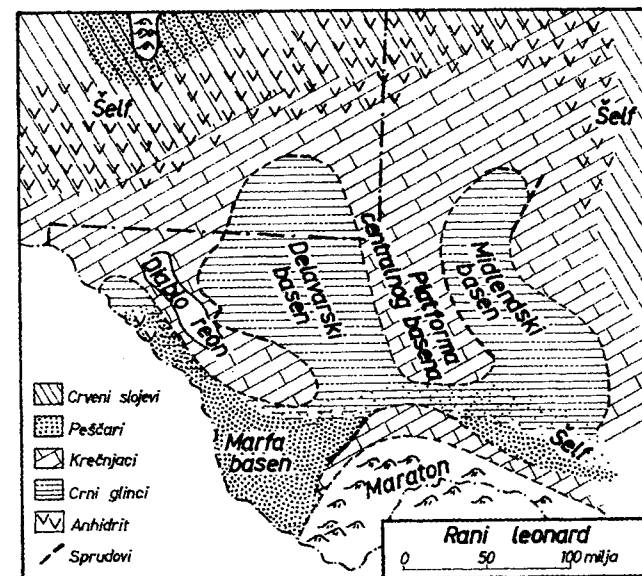 Šelf
Šelf
Diablo reon
Delavarski
basen
Platforma
centralnog basena
Midlendski
basen
Šelf
Marfa
basen
Maraton
Crveni slojevi
Peščari
Krečnjaci
Crni glinci
Anhidrit
Sprudovi
Rani leonard
0 50 100 milja